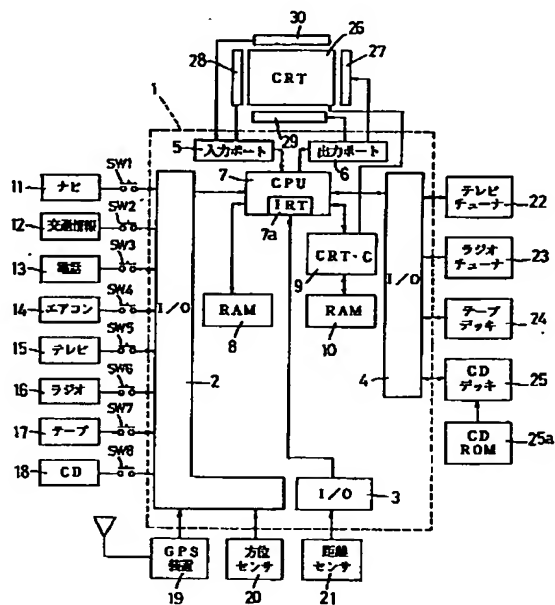 30
26
28
27
CRT
1
29
5
入力ポート
出力ポート
6
SW1
7
CPU
11
ナビ
IRT
7a
テレビ
チューナ
22
SW2
12
交通情報
SW3
13
電話
CRT・C
9
ラジオ
チューナ
23
SW4
14
エアコン
I/O
RAM
8
RAM
10
I/O
テープ
デッキ
24
SW5
15
テレビ
2
4
SW6
16
ラジオ
CD
デッキ
25
SW7
17
テープ
SW8
18
CD
CD
ROM
25a
I/O
3
GPS
装置
19
方位
センサ
20
距離
センサ
21